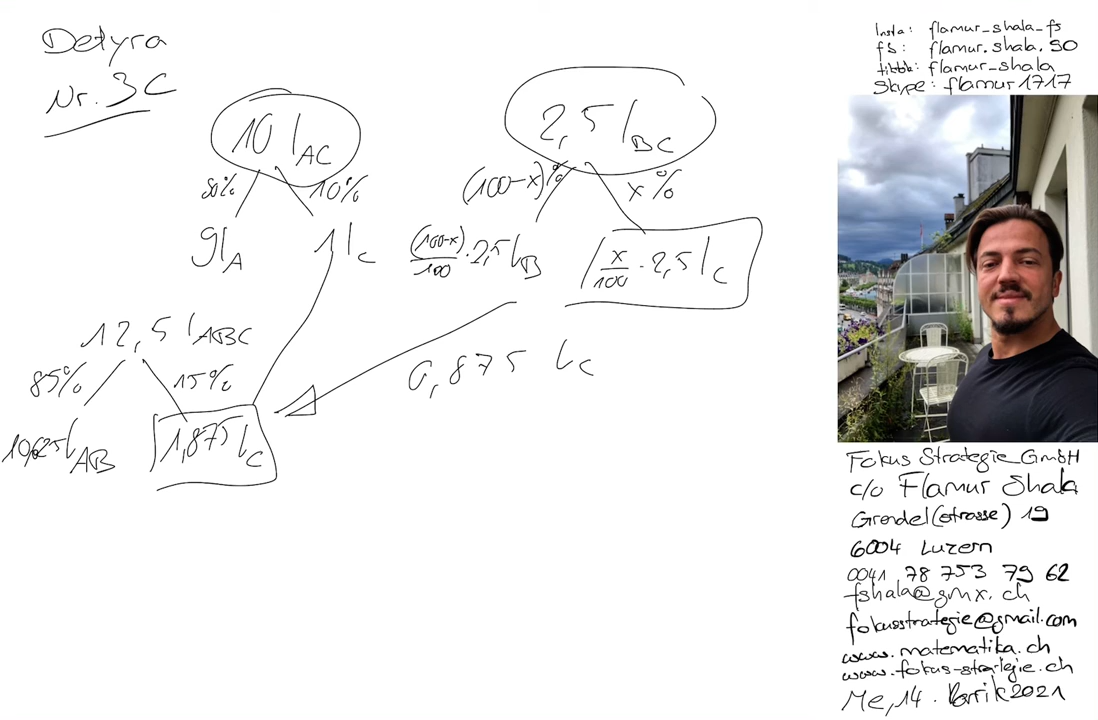 Detyra
Nr. 3C
10 l AC
80% 10%
9 l A 1 l C
12,5 l ABC
85% 15%
10,625 l AB 1,875 l C
2,5 l BC
(100-x)% x%
(100-x)/100 · 2,5 l B x/100 · 2,5 l C
0,875 l C
Insta: flamur_shala_fs
fb: flamur.shala.50
tiktok: flamur_shala
Skype: flamur1717
Fokus Strategie GmbH
c/o Flamur Shala
Grendel(strasse) 19
6004 Luzern
0041 78 753 79 62
fshala@gmx.ch
fokusstrategie@gmail.com
www.matematika.ch
www.fokus-strategie.ch
Me, 14. Korrik 2021